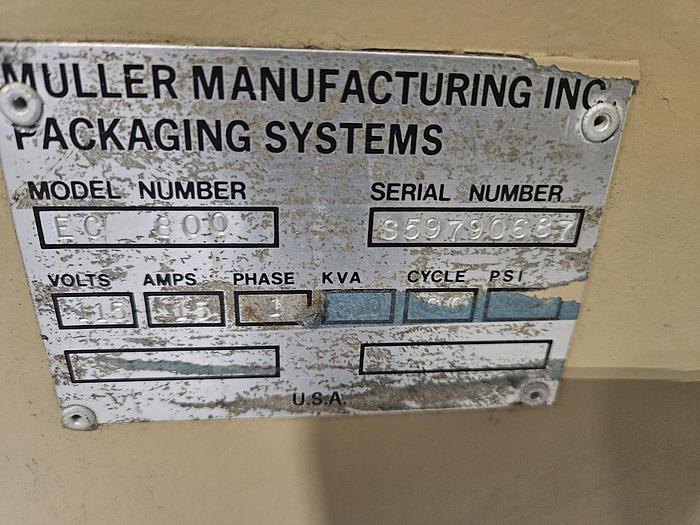 MULLER MANUFACTURING INC.
PACKAGING SYSTEMS
MODEL NUMBER SERIAL NUMBER
EC 800 S59790687
VOLTS AMPS PHASE KVA CYCLE PSI
115 15 1 60
U.S.A.